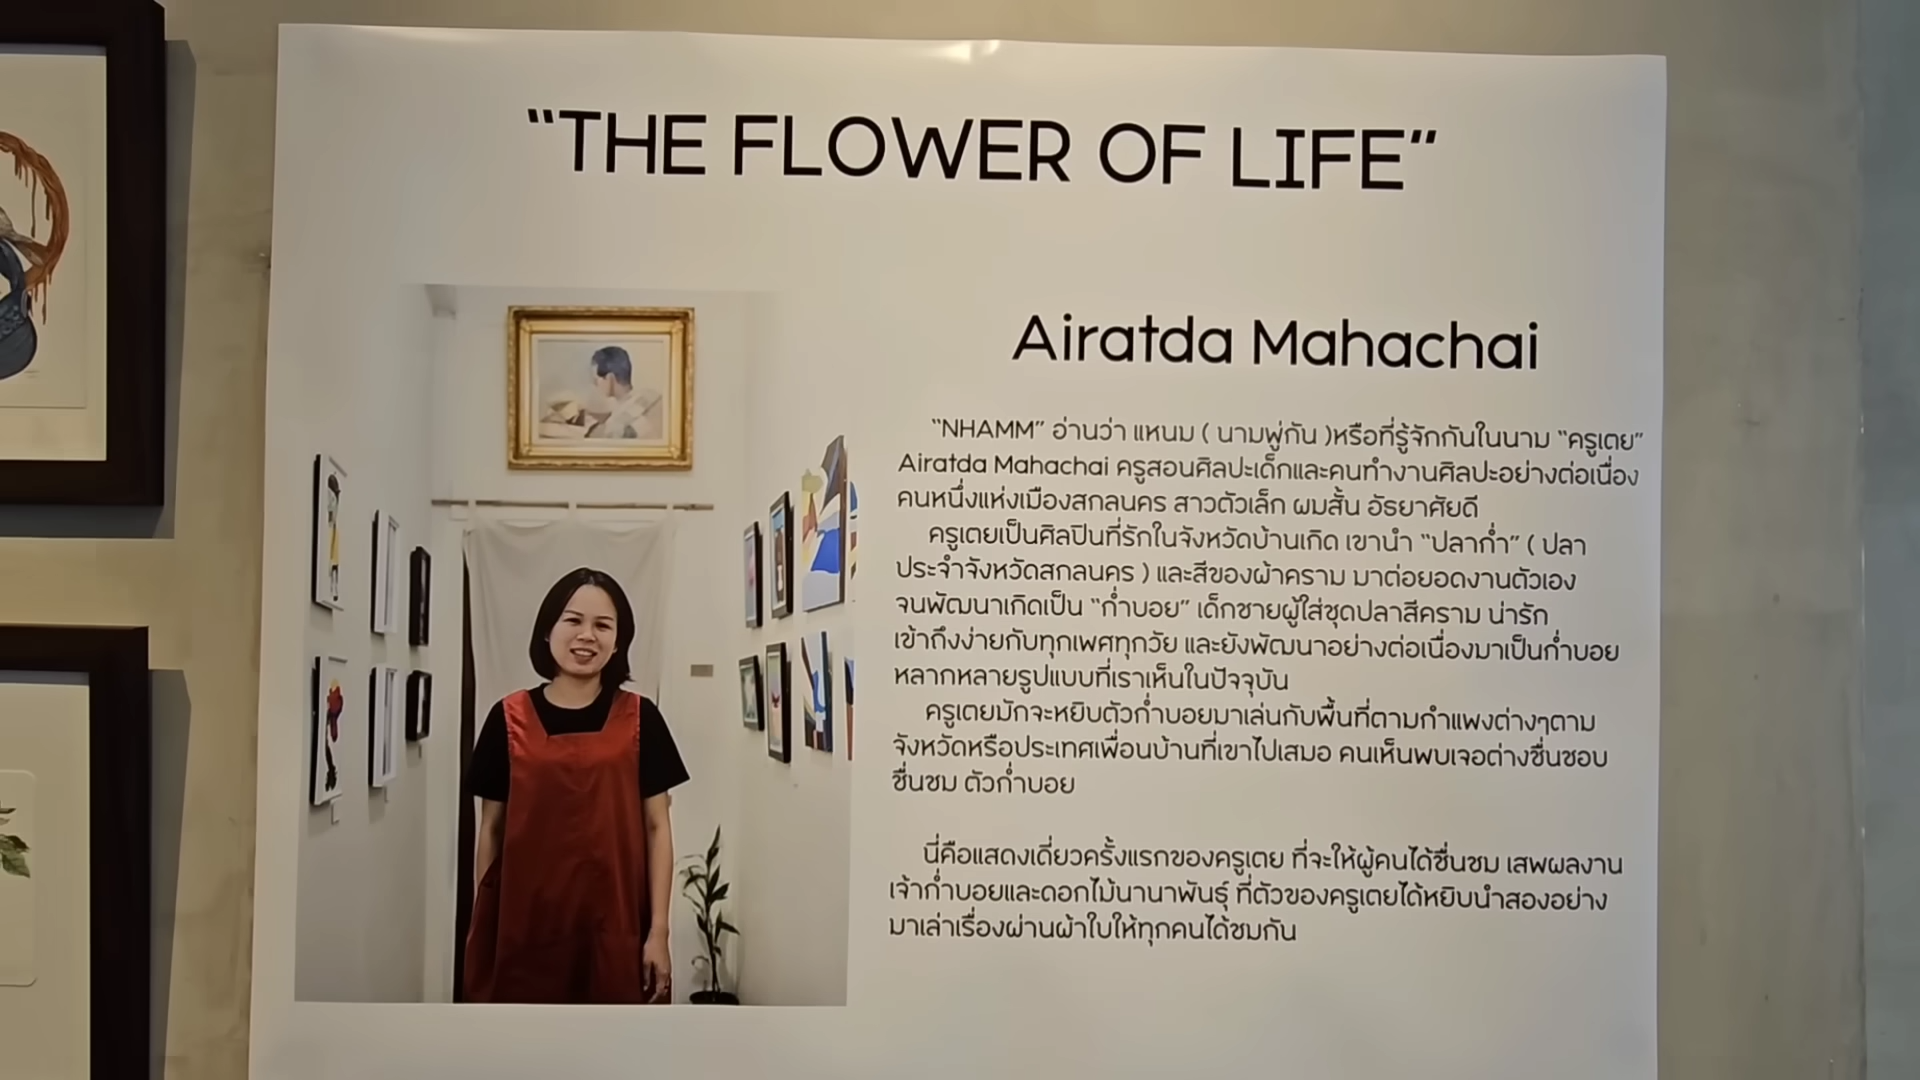 “THE FLOWER OF LIFE”
Airatda Mahachai
“NHAMM” อ่านว่า แหนม ( นามพู่กัน )หรือที่รู้จักกันในนาม “ครูเตย”
Airatda Mahachai ครูสอนศิลปะเด็กและคนทำงานศิลปะอย่างต่อเนื่อง
คนหนึ่งแห่งเมืองสกลนคร สาวตัวเล็ก ผมสั้น อัธยาศัยดี
ครูเตยเป็นศิลปินที่รักในจังหวัดบ้านเกิด เขานำ “ปลาก่ำ” ( ปลา
ประจำจังหวัดสกลนคร ) และสีของผ้าคราม มาต่อยอดงานตัวเอง
จนพัฒนาเกิดเป็น “ก่ำบอย” เด็กชายผู้ใส่ชุดปลาสีคราม น่ารัก
เข้าถึงง่ายกับทุกเพศทุกวัย และยังพัฒนาอย่างต่อเนื่องมาเป็นก่ำบอย
หลากหลายรูปแบบที่เราเห็นในปัจจุบัน
ครูเตยมักจะหยิบตัวก่ำบอยมาเล่นกับพื้นที่ตามกำแพงต่างๆตาม
จังหวัดหรือประเทศเพื่อนบ้านที่เขาไปเสมอ คนเห็นพบเจอต่างชื่นชอบ
ชื่นชม ตัวก่ำบอย
นี่คือแสดงเดี่ยวครั้งแรกของครูเตย ที่จะให้ผู้คนได้ชื่นชม เสพผลงาน
เจ้าก่ำบอยและดอกไม้นานาพันธุ์ ที่ตัวของครูเตยได้หยิบนำสองอย่าง
มาเล่าเรื่องผ่านผ้าใบให้ทุกคนได้ชมกัน